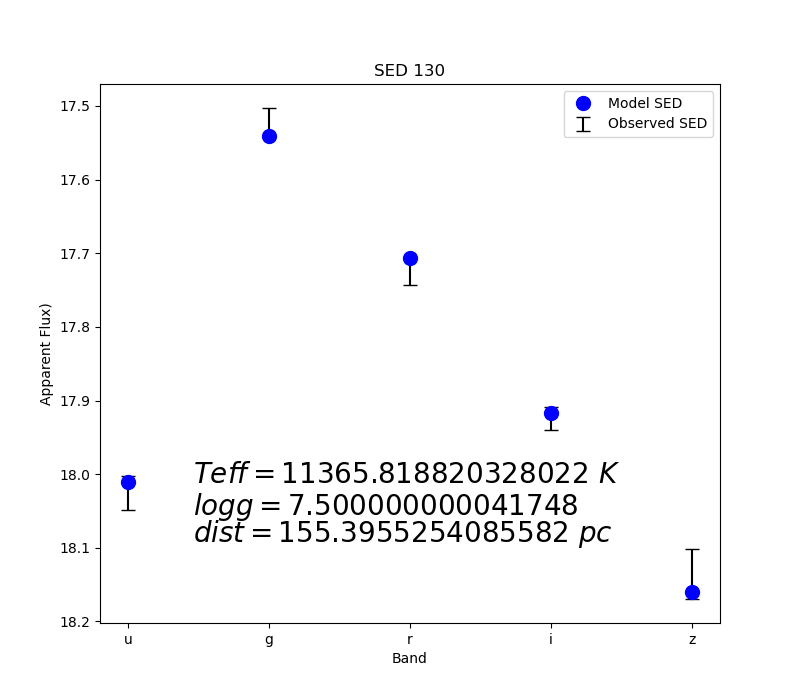 SED 130
Model SED
Observed SED
17.5
17.6
17.7
17.8
17.9
18.0
18.1
18.2
Apparent Flux)
Teff = 11365.818820328022 K
logg = 7.500000000041748
dist = 155.3955254085582 pc
u g r i z
Band